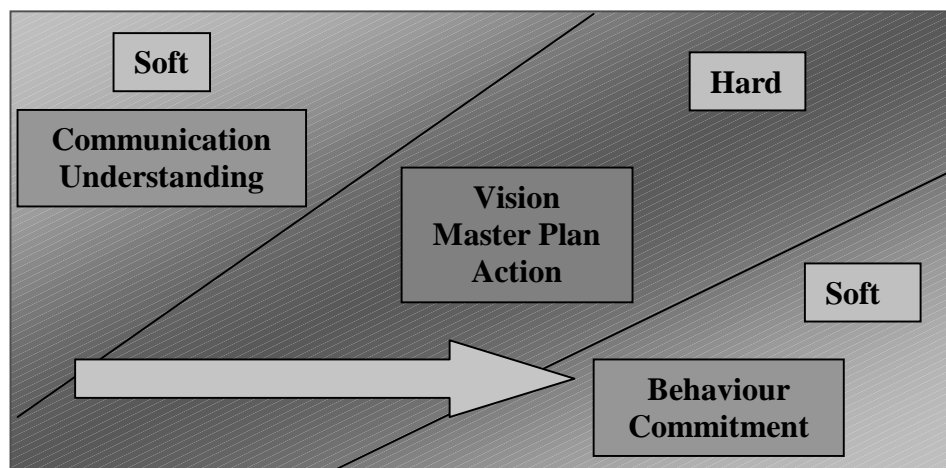 Soft
Communication
Understanding
Hard
Vision
Master Plan
Action
Soft
Behaviour
Commitment